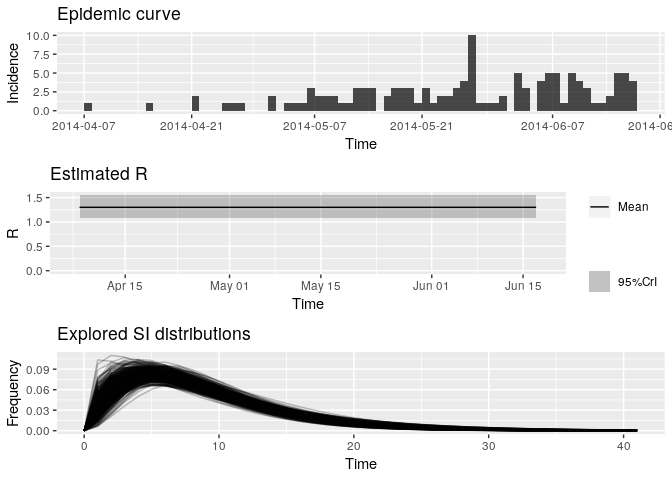 Epidemic curve
Incidence
10.0
7.5
5.0
2.5
0.0
2014-04-07 2014-04-21 2014-05-07 2014-05-21 2014-06-07 2014-06
Time
Estimated R
R
1.5
1.0
0.5
0.0
Apr 15 May 01 May 15 Jun 01 Jun 15
Time
Mean
95%CrI
Explored SI distributions
Frequency
0.09
0.06
0.03
0.00
0 10 20 30 40
Time